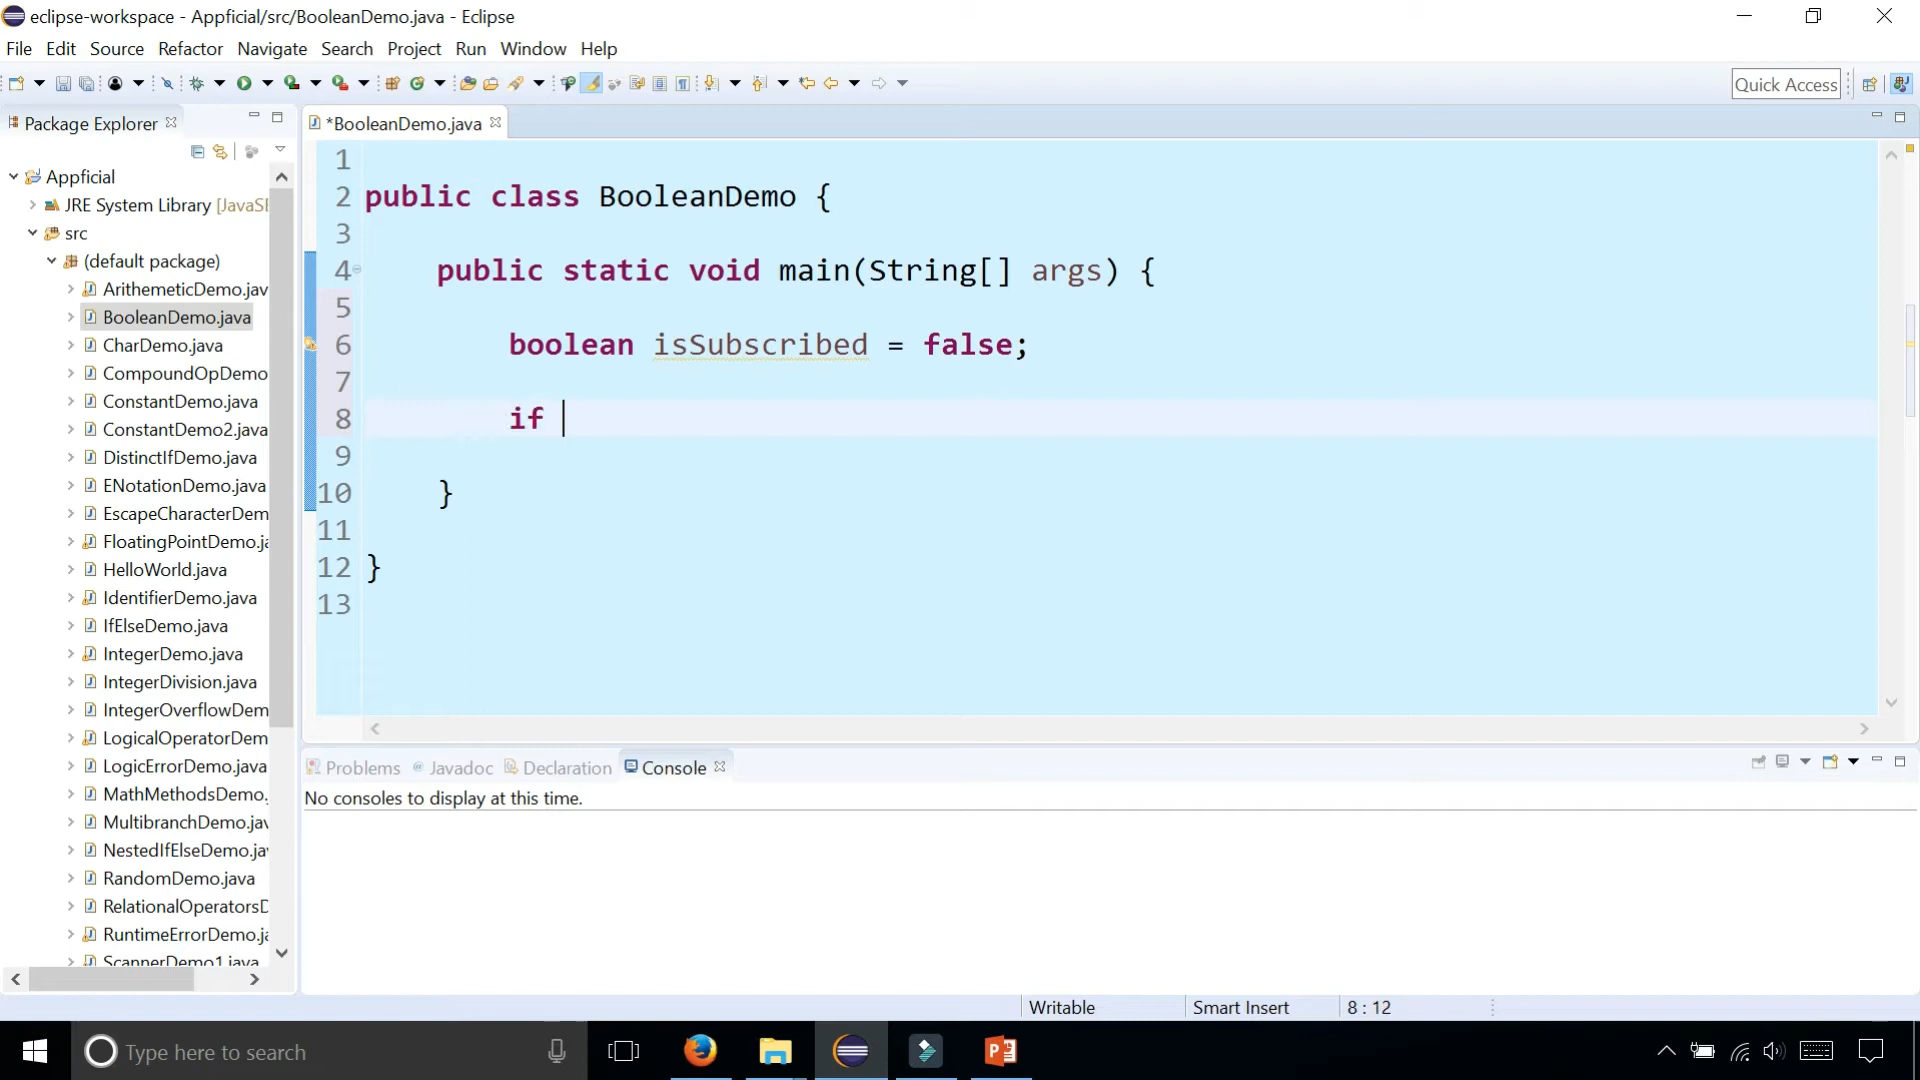 eclipse-workspace - Appficial/src/BooleanDemo.java - Eclipse
File Edit Source Refactor Navigate Search Project Run Window Help
Quick Access
Package Explorer
*BooleanDemo.java
Appficial
JRE System Library [JavaSE
src
(default package)
ArithemeticDemo.jav
BooleanDemo.java
CharDemo.java
CompoundOpDemo
ConstantDemo.java
ConstantDemo2.java
DistinctIfDemo.java
ENotationDemo.java
EscapeCharacterDem
FloatingPointDemo.ja
HelloWorld.java
IdentifierDemo.java
IfElseDemo.java
IntegerDemo.java
IntegerDivision.java
IntegerOverflowDem
LogicalOperatorDem
LogicErrorDemo.java
MathMethodsDemo.
MultibranchDemo.jav
NestedIfElseDemo.jav
RandomDemo.java
RelationalOperatorsD
RuntimeErrorDemo.ja
ScannerDemo1.java
1
2 public class BooleanDemo {
3
4 public static void main(String[] args) {
5
6 boolean isSubscribed = false;
7
8 if
9
10 }
11
12 }
13
Problems Javadoc Declaration Console
No consoles to display at this time.
Writable Smart Insert 8 : 12
Type here to search